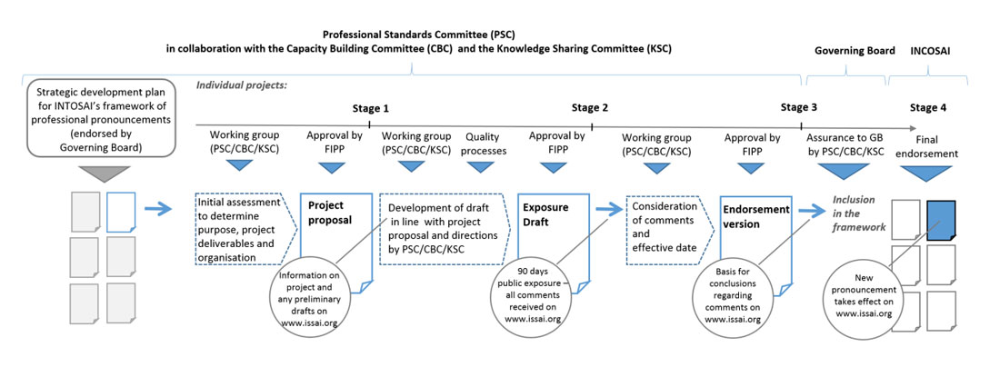 Professional Standards Committee (PSC)
in collaboration with the Capacity Building Committee (CBC) and the Knowledge Sharing Committee (KSC)
Governing Board
INCOSAI
Strategic development plan
for INTOSAI's framework of
professional pronouncements
(endorsed by
Governing Board)
Individual projects:
Stage 1
Stage 2
Stage 3
Stage 4
Working group
(PSC/CBC/KSC)
Approval by
FIPP
Working group
(PSC/CBC/KSC)
Quality
processes
Approval by
FIPP
Working group
(PSC/CBC/KSC)
Approval by
FIPP
Assurance to GB
by PSC/CBC/KSC
Final
endorsement
Initial assessment
to determine
purpose, project
deliverables and
organisation
Project
proposal
Information on
project and
any preliminary
drafts on
www.issai.org
Development of draft
in line with project
proposal and directions
by PSC/CBC/KSC
Exposure
Draft
90 days
public exposure –
all comments
received on
www.issai.org
Consideration
of comments
and
effective date
Endorsement
version
Basis for
conclusions
regarding
comments on
www.issai.org
Inclusion
in the
framework
New
pronouncement
takes effect on
www.issai.org